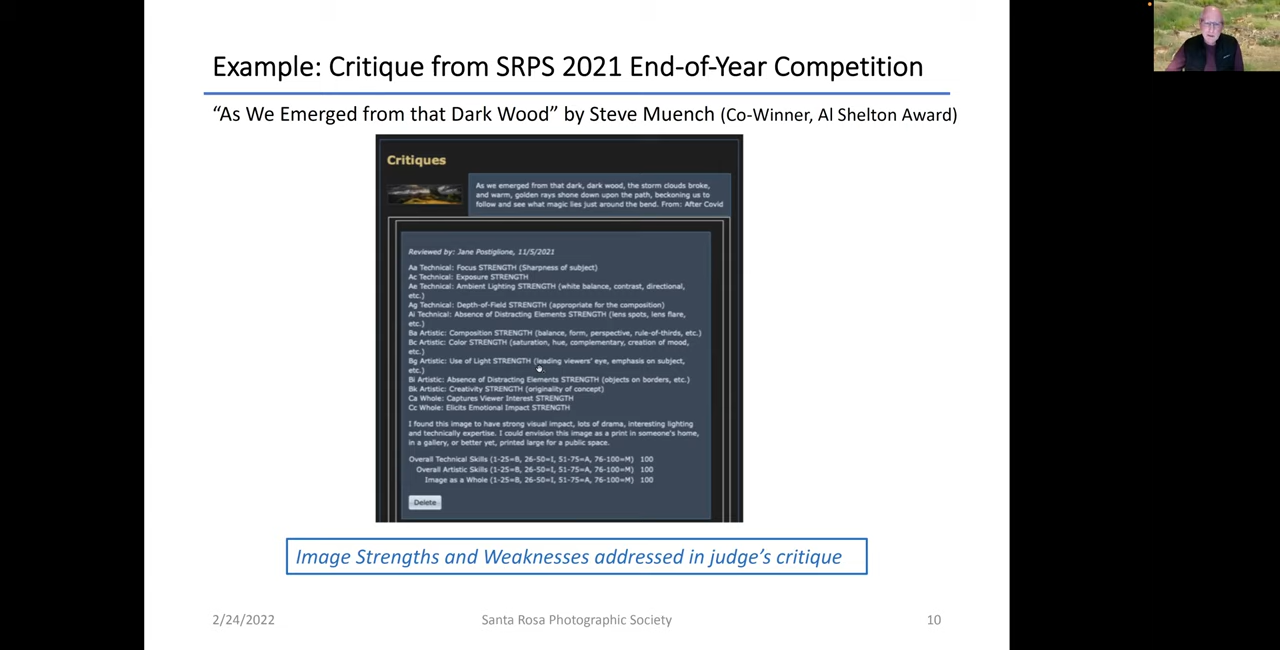 Example: Critique from SRPS 2021 End-of-Year Competition
“As We Emerged from that Dark Wood” by Steve Muench (Co-Winner, Al Shelton Award)
Critiques
As we emerged from that dark, dark wood, the storm clouds broke,
and warm, golden rays shone down upon the path, beckoning us to
follow and see what magic lies just around the bend. From: After Covid
Reviewed by: Jane Postiglione, 11/5/2021
Aa Technical: Focus STRENGTH (Sharpness of subject)
Ac Technical: Exposure STRENGTH
Ae Technical: Ambient Lighting STRENGTH (white balance, contrast, directional,
etc.)
Ag Technical: Depth-of-Field STRENGTH (appropriate for the composition)
Ai Technical: Absence of Distracting Elements STRENGTH (lens spots, lens flare,
etc.)
Ba Artistic: Composition STRENGTH (balance, form, perspective, rule-of-thirds, etc.)
Bc Artistic: Color STRENGTH (saturation, hue, complementary, creation of mood,
etc.)
Bg Artistic: Use of Light STRENGTH (leading viewers' eye, emphasis on subject,
etc.)
Bi Artistic: Absence of Distracting Elements STRENGTH (objects on borders, etc.)
Bk Artistic: Creativity STRENGTH (originality of concept)
Ca Whole: Captures Viewer Interest STRENGTH
Cc Whole: Elicits Emotional Impact STRENGTH
I found this image to have strong visual impact, lots of drama, interesting lighting
and technically expertise. I could envision this image as a print in someone's home,
in a gallery, or better yet, printed large for a public space.
Overall Technical Skills (1-25=B, 26-50=I, 51-75=A, 76-100=M) 100
Overall Artistic Skills (1-25=B, 26-50=I, 51-75=A, 76-100=M) 100
Image as a Whole (1-25=B, 26-50=I, 51-75=A, 76-100=M) 100
Delete
Image Strengths and Weaknesses addressed in judge’s critique
2/24/2022
Santa Rosa Photographic Society
10